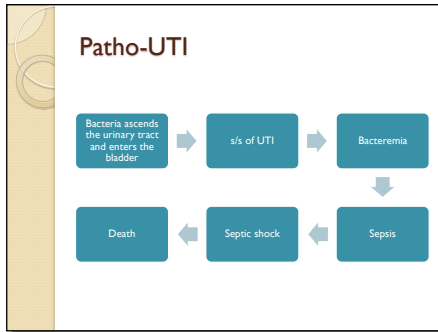 Patho-UTI
Bacteria ascends
the urinary tract
and enters the
bladder
s/s of UTI
Bacteremia
Sepsis
Septic shock
Death